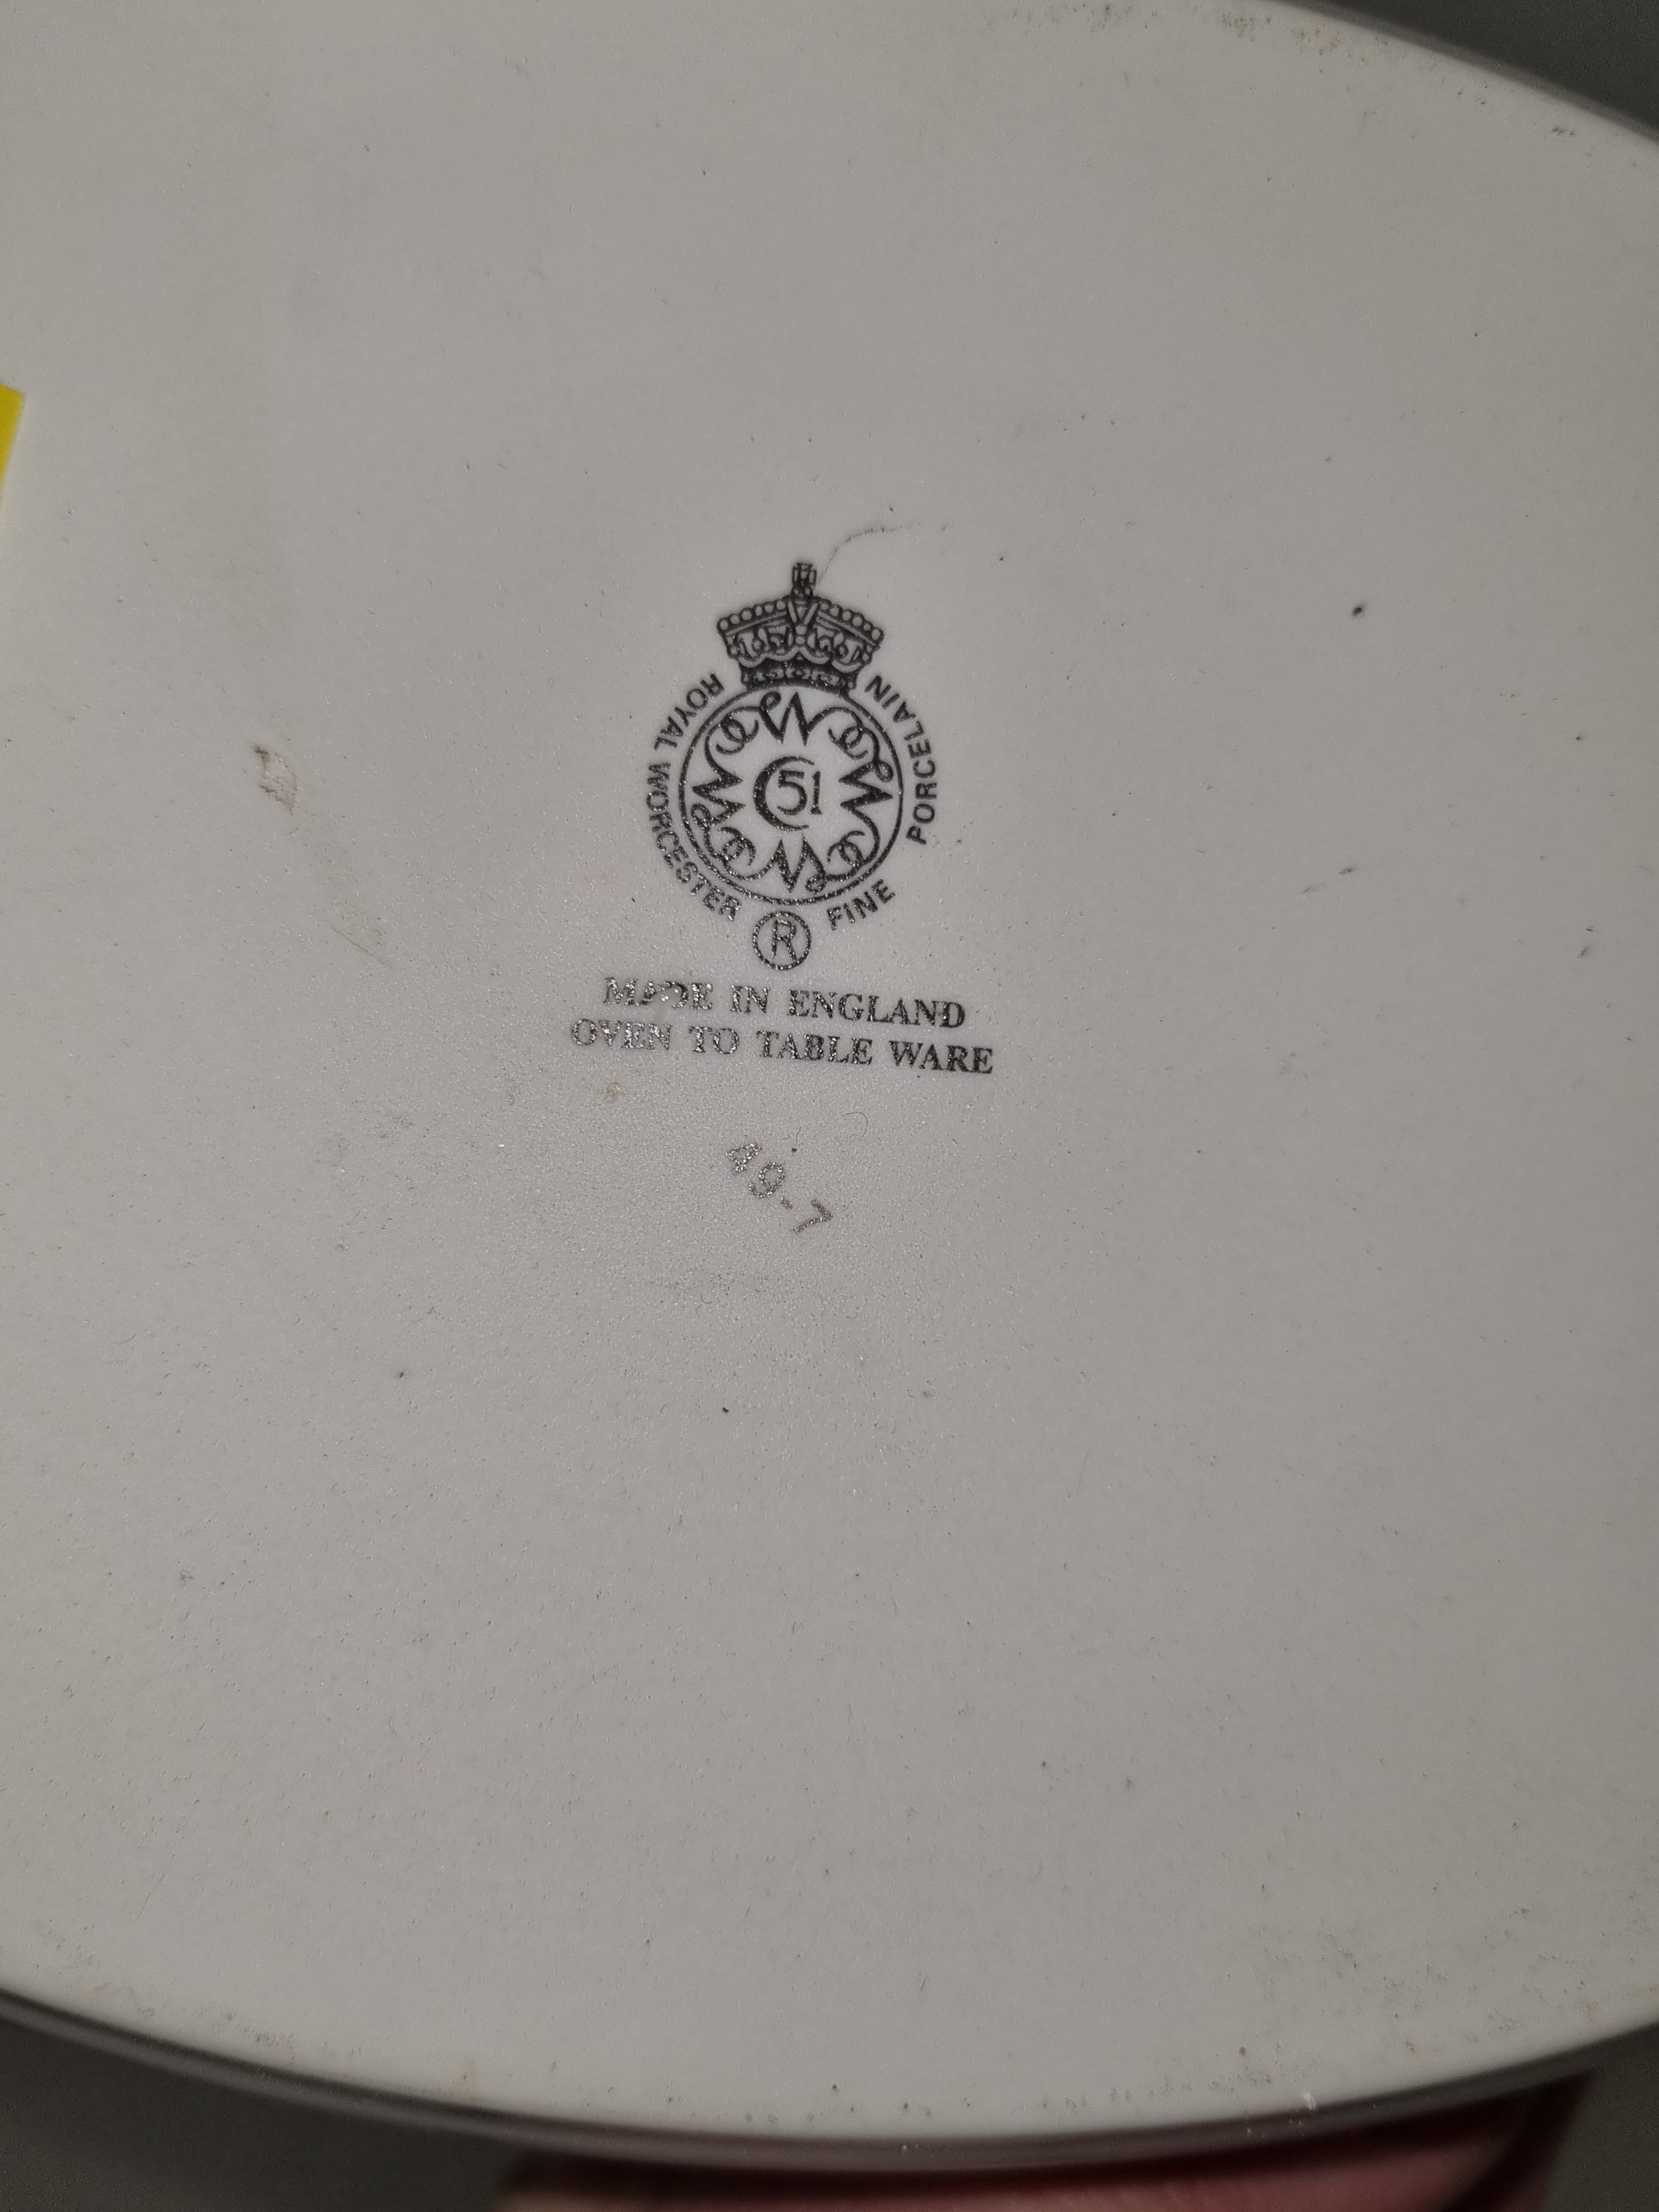 ROYAL WORCESTER FINE PORCELAIN
51
®
MADE IN ENGLAND
OVEN TO TABLE WARE
49-7